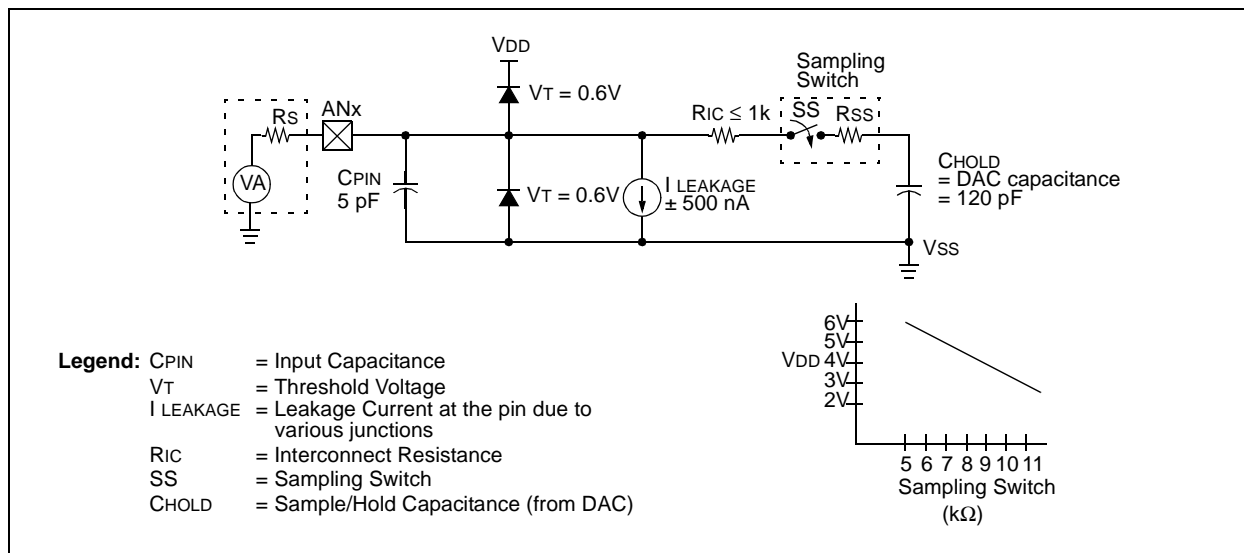 VDD
Sampling
Switch
VT = 0.6V
RS
ANx
RIC ≤ 1k
SS
RSS
VA
CPIN
5 pF
VT = 0.6V
I LEAKAGE
± 500 nA
CHOLD
= DAC capacitance
= 120 pF
VSS
Legend: CPIN = Input Capacitance
VT = Threshold Voltage
I LEAKAGE = Leakage Current at the pin due to
various junctions
RIC = Interconnect Resistance
SS = Sampling Switch
CHOLD = Sample/Hold Capacitance (from DAC)
6V
5V
VDD 4V
3V
2V
5 6 7 8 9 10 11
Sampling Switch
(kΩ)